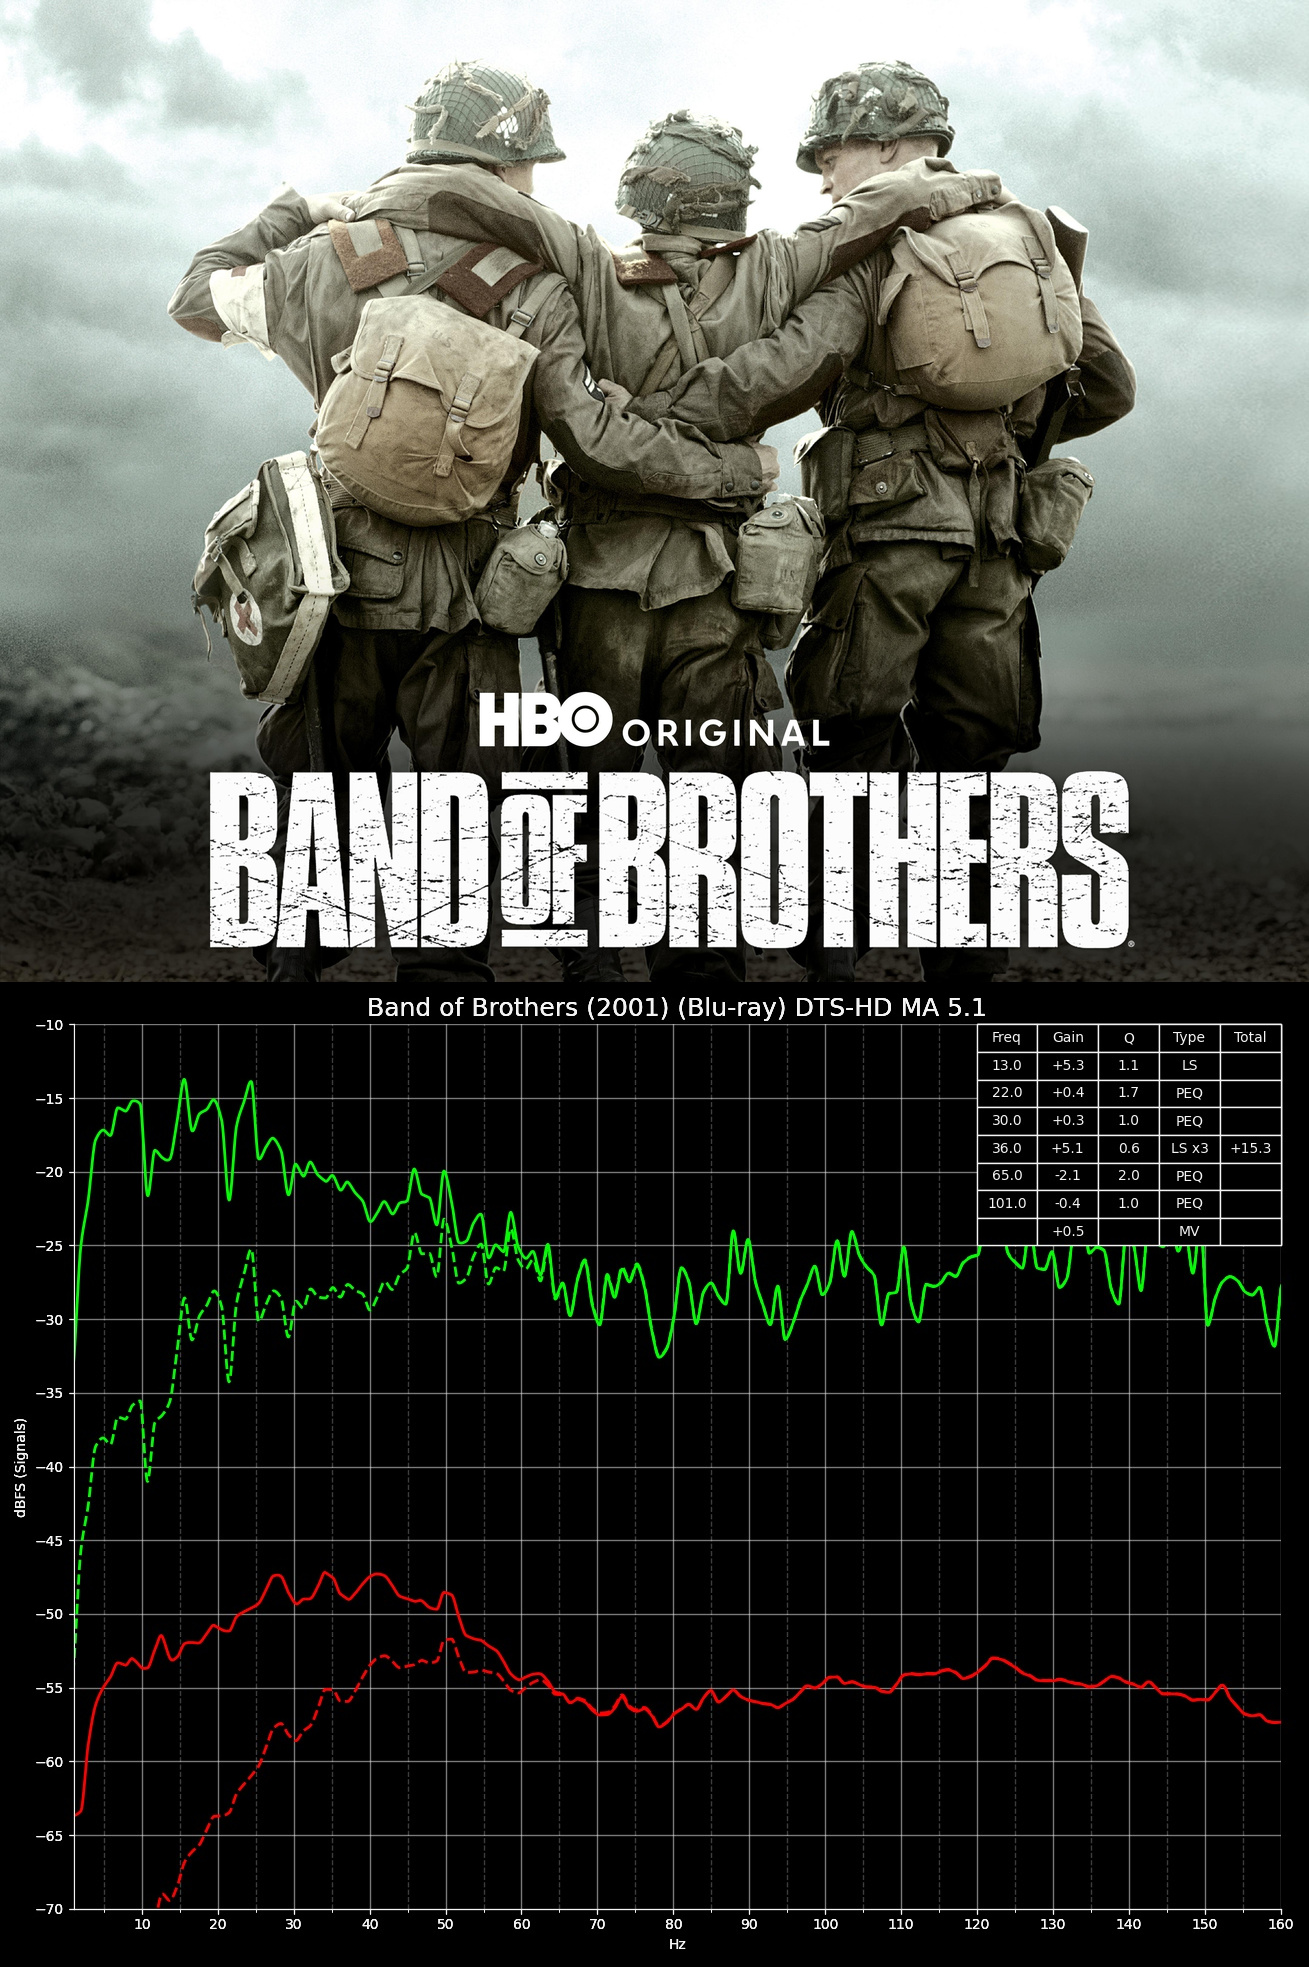 HBO ORIGINAL
BAND OF BROTHERS®
Band of Brothers (2001) (Blu-ray) DTS-HD MA 5.1
Freq Gain Q Type Total
13.0 +5.3 1.1 LS
22.0 +0.4 1.7 PEQ
30.0 +0.3 1.0 PEQ
36.0 +5.1 0.6 LS x3 +15.3
65.0 -2.1 2.0 PEQ
101.0 -0.4 1.0 PEQ
+0.5 MV
−10
−15
−20
−25
−30
−35
−40
−45
−50
−55
−60
−65
−70
dBFS (Signals)
10 20 30 40 50 60 70 80 90 100 110 120 130 140 150 160
Hz